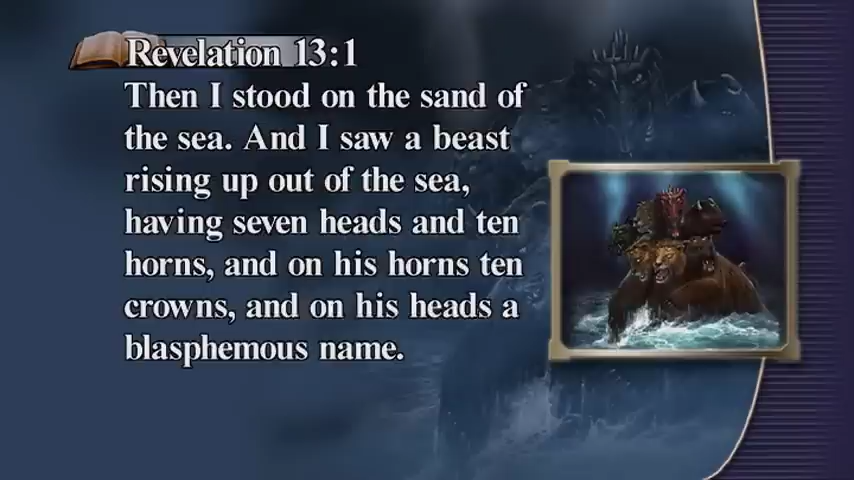 Revelation 13:1
Then I stood on the sand of
the sea. And I saw a beast
rising up out of the sea,
having seven heads and ten
horns, and on his horns ten
crowns, and on his heads a
blasphemous name.